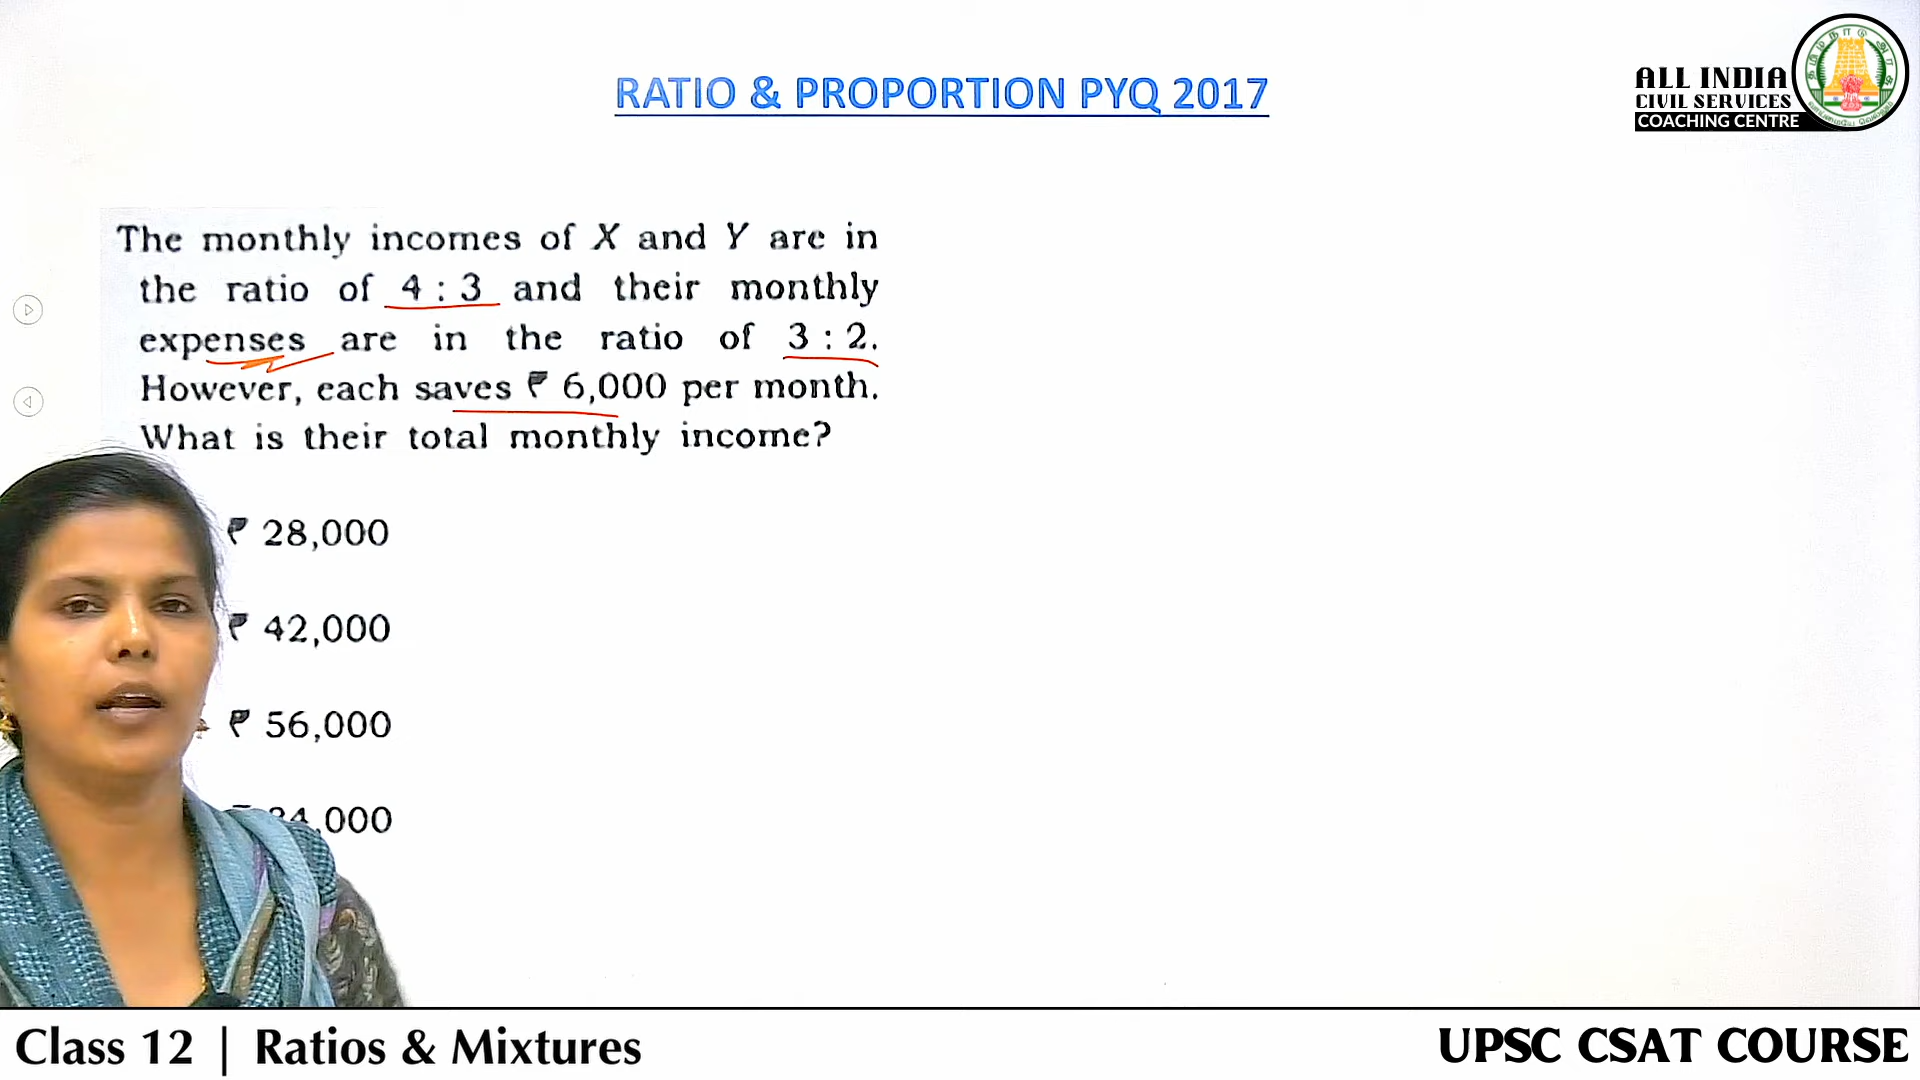 RATIO & PROPORTION PYQ 2017
ALL INDIA
CIVIL SERVICES
COACHING CENTRE
The monthly incomes of X and Y are in
the ratio of 4 : 3 and their monthly
expenses are in the ratio of 3 : 2.
However, each saves ₹ 6,000 per month.
What is their total monthly income?
₹ 28,000
₹ 42,000
₹ 56,000
Class 12 | Ratios & Mixtures
UPSC CSAT COURSE